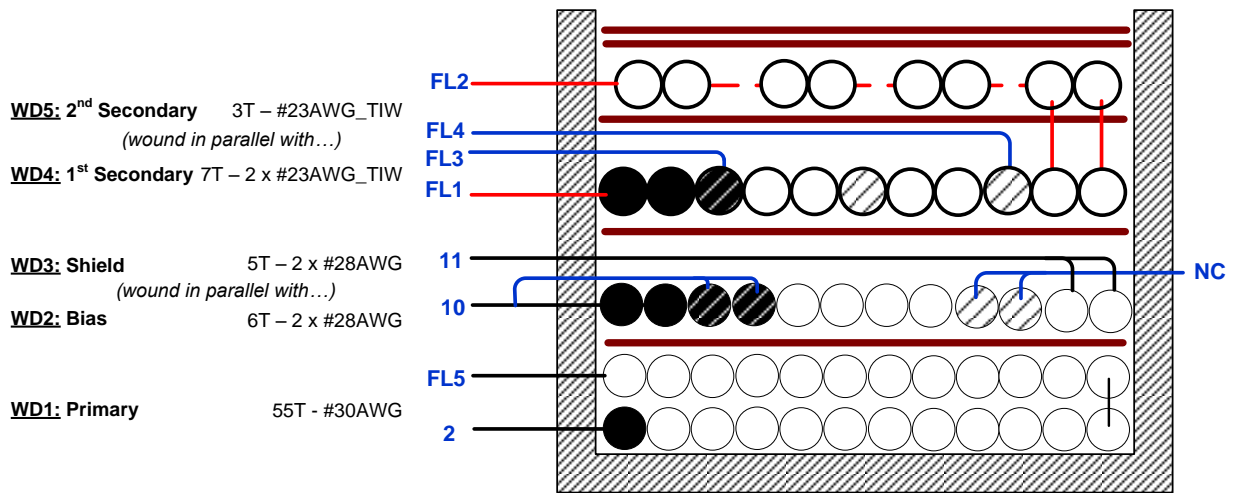 FL2
WD5: 2nd Secondary 3T – #23AWG_TIW
(wound in parallel with…)
FL4
FL3
WD4: 1st Secondary 7T – 2 x #23AWG_TIW
FL1
WD3: Shield 5T – 2 x #28AWG
11
NC
(wound in parallel with…)
10
WD2: Bias 6T – 2 x #28AWG
FL5
WD1: Primary 55T - #30AWG
2